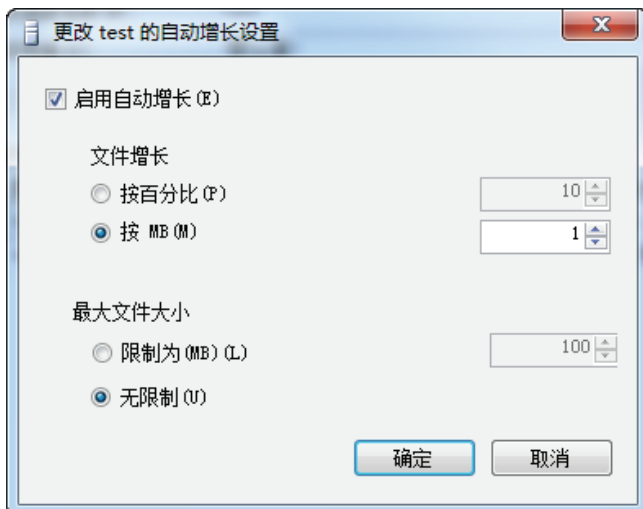 更改 test 的自动增长设置
启用自动增长(E)
文件增长
按百分比(P) 10
按 MB(M) 1
最大文件大小
限制为(MB)(L) 100
无限制(U)
确定 取消